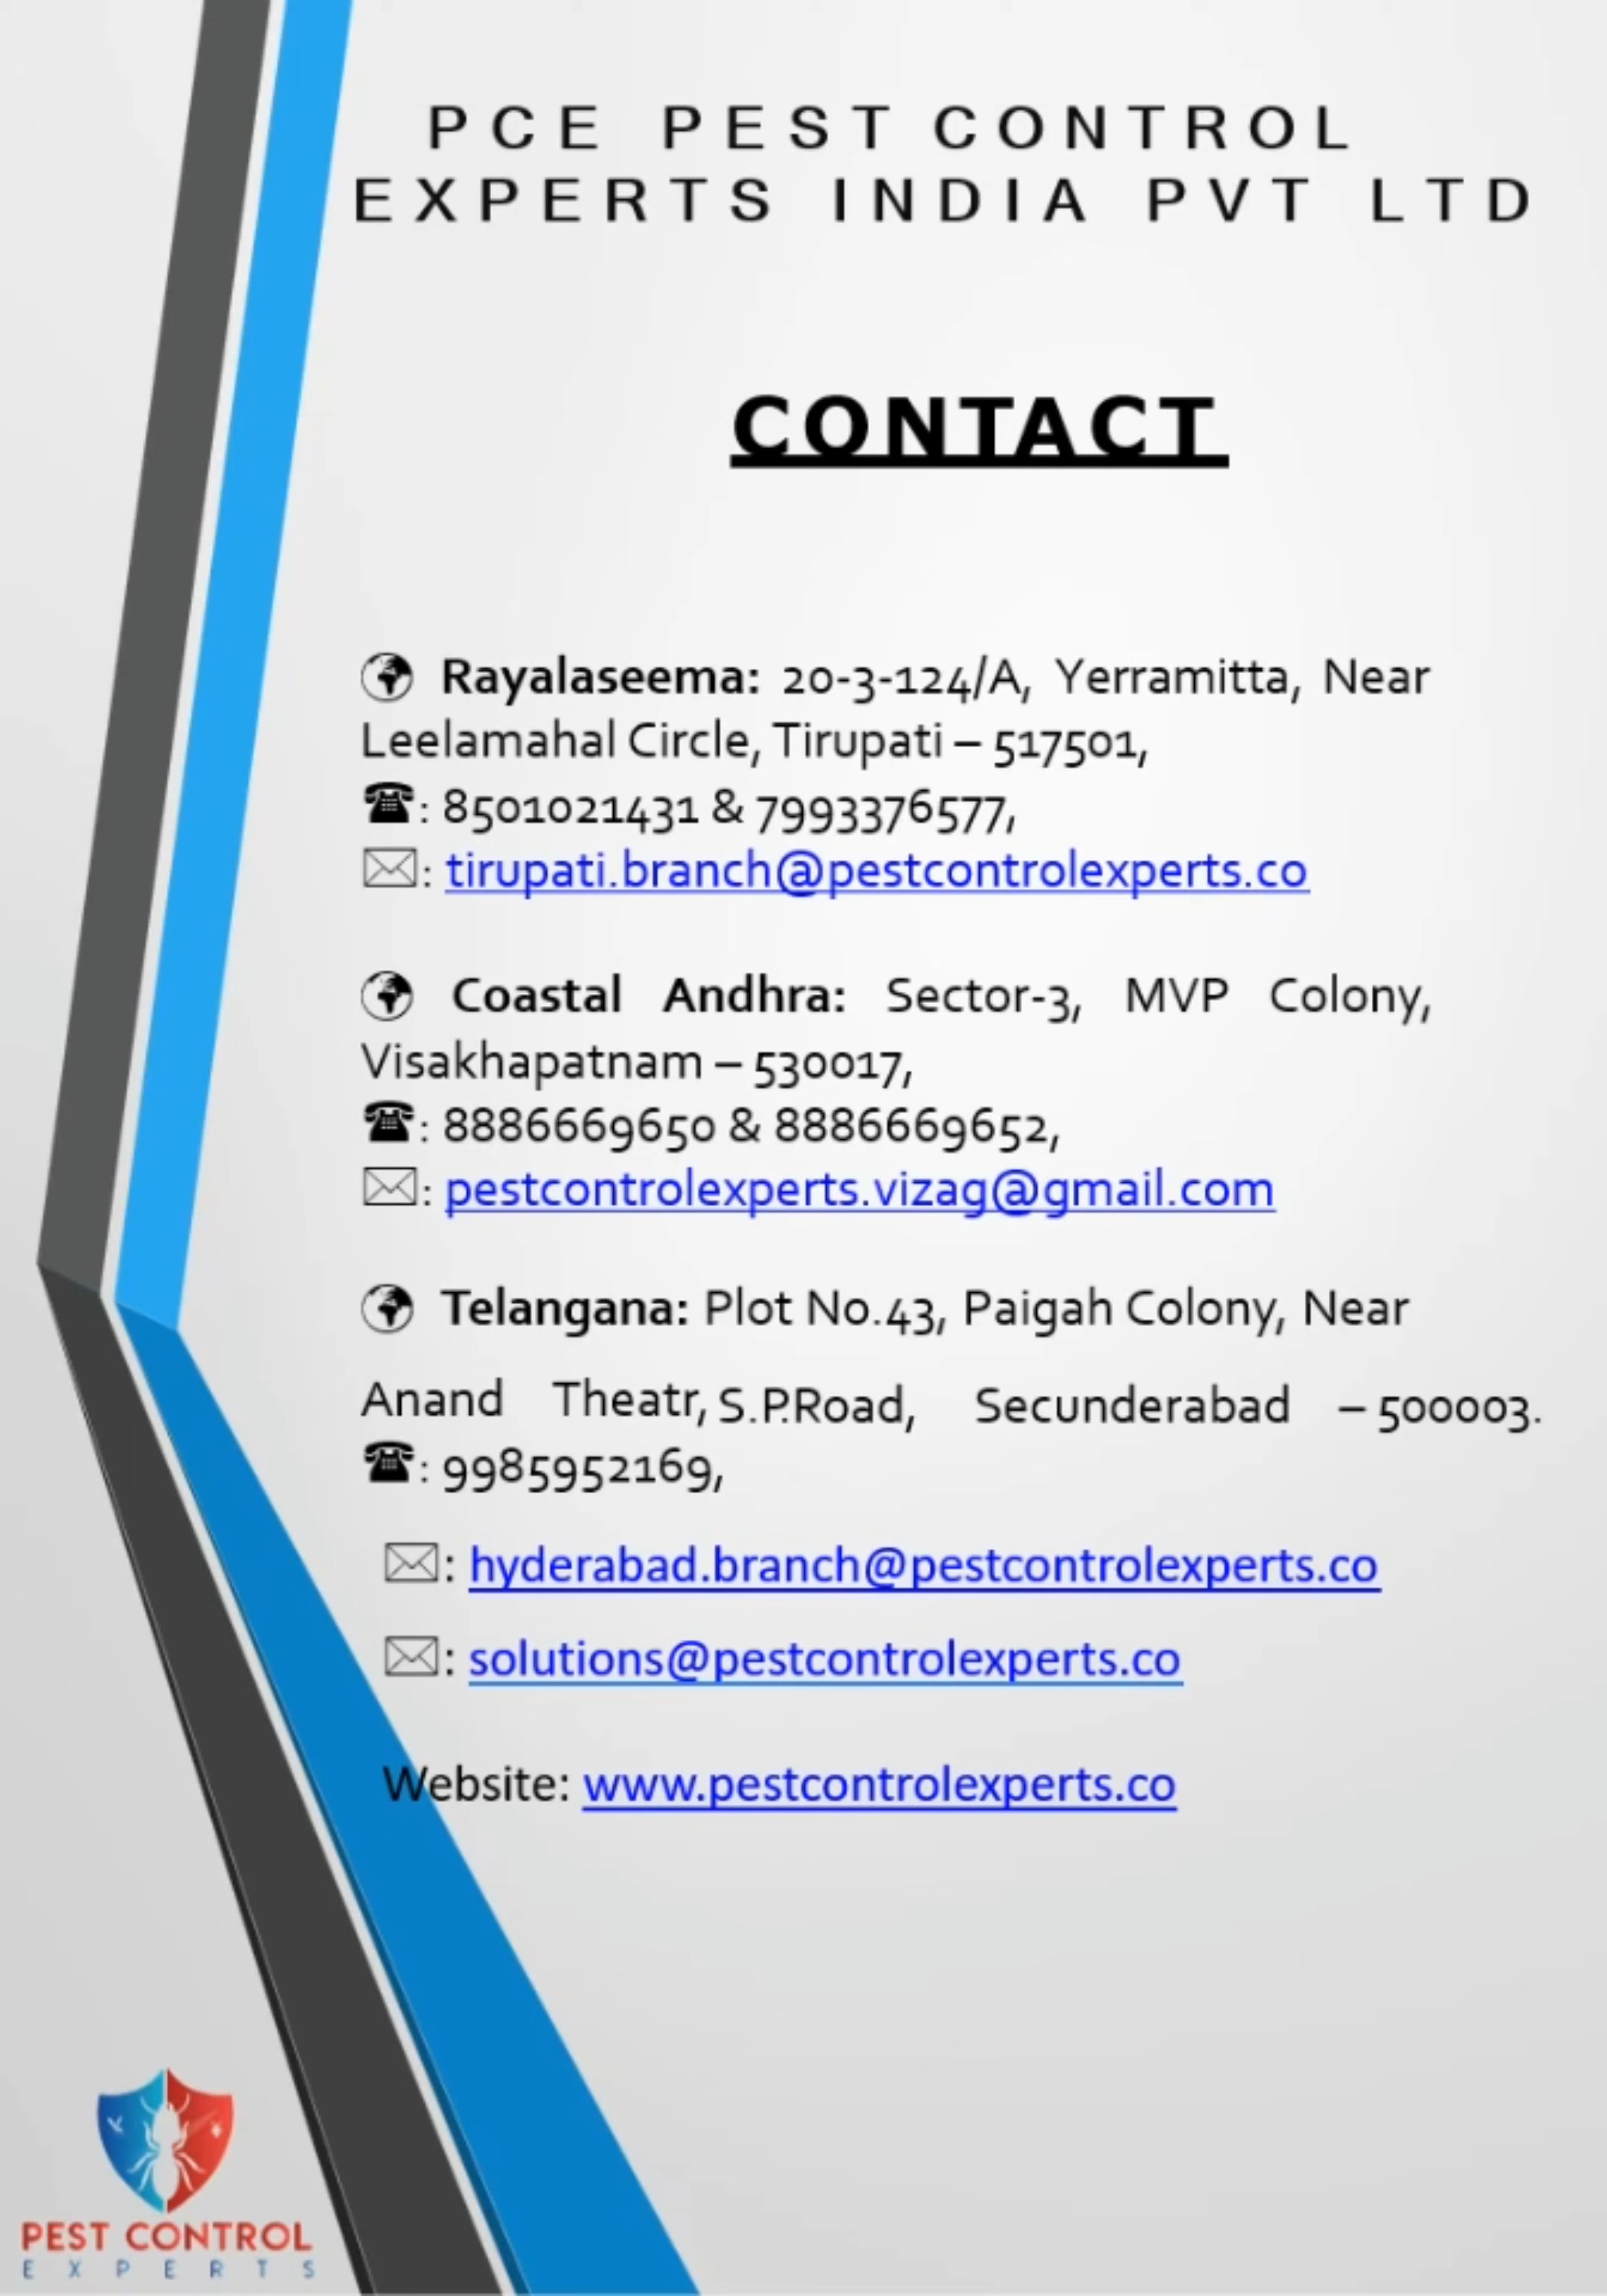 PCE PEST CONTROL
EXPERTS INDIA PVT LTD
CONTACT
Rayalaseema: 20-3-124/A, Yerramitta, Near
Leelamahal Circle, Tirupati – 517501,
: 8501021431 & 7993376577,
: tirupati.branch@pestcontrolexperts.co
Coastal Andhra: Sector-3, MVP Colony,
Visakhapatnam – 530017,
: 8886669650 & 8886669652,
: pestcontrolexperts.vizag@gmail.com
Telangana: Plot No.43, Paigah Colony, Near
Anand Theatr, S.P.Road, Secunderabad – 500003.
: 9985952169,
: hyderabad.branch@pestcontrolexperts.co
: solutions@pestcontrolexperts.co
Website: www.pestcontrolexperts.co
PEST CONTROL
EXPERTS